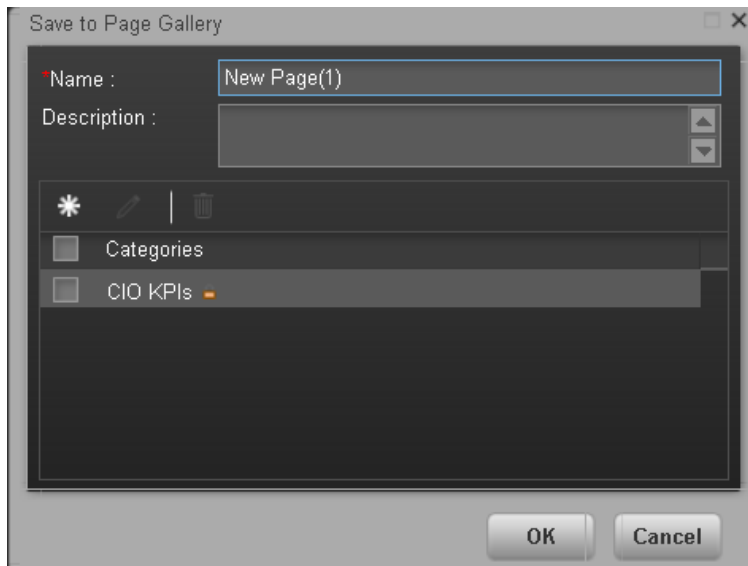 Save to Page Gallery
*Name :
New Page(1)
Description :
Categories
CIO KPIs
OK
Cancel